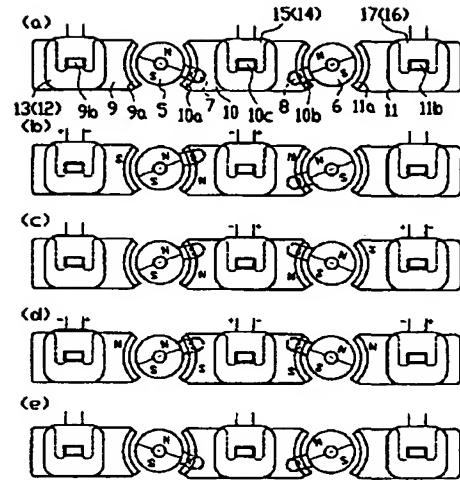 (a) 15(14) 17(16)
N S N S
13(12) 9b 9 9a 5 10a 7 10 10c 8 10b 6 11a 11 11b
(b) + - - +
S N S N N N S
(c) - + + -
N S N N N S S
(d) - + + - - +
N N S S S N S N
(e)
N S N S